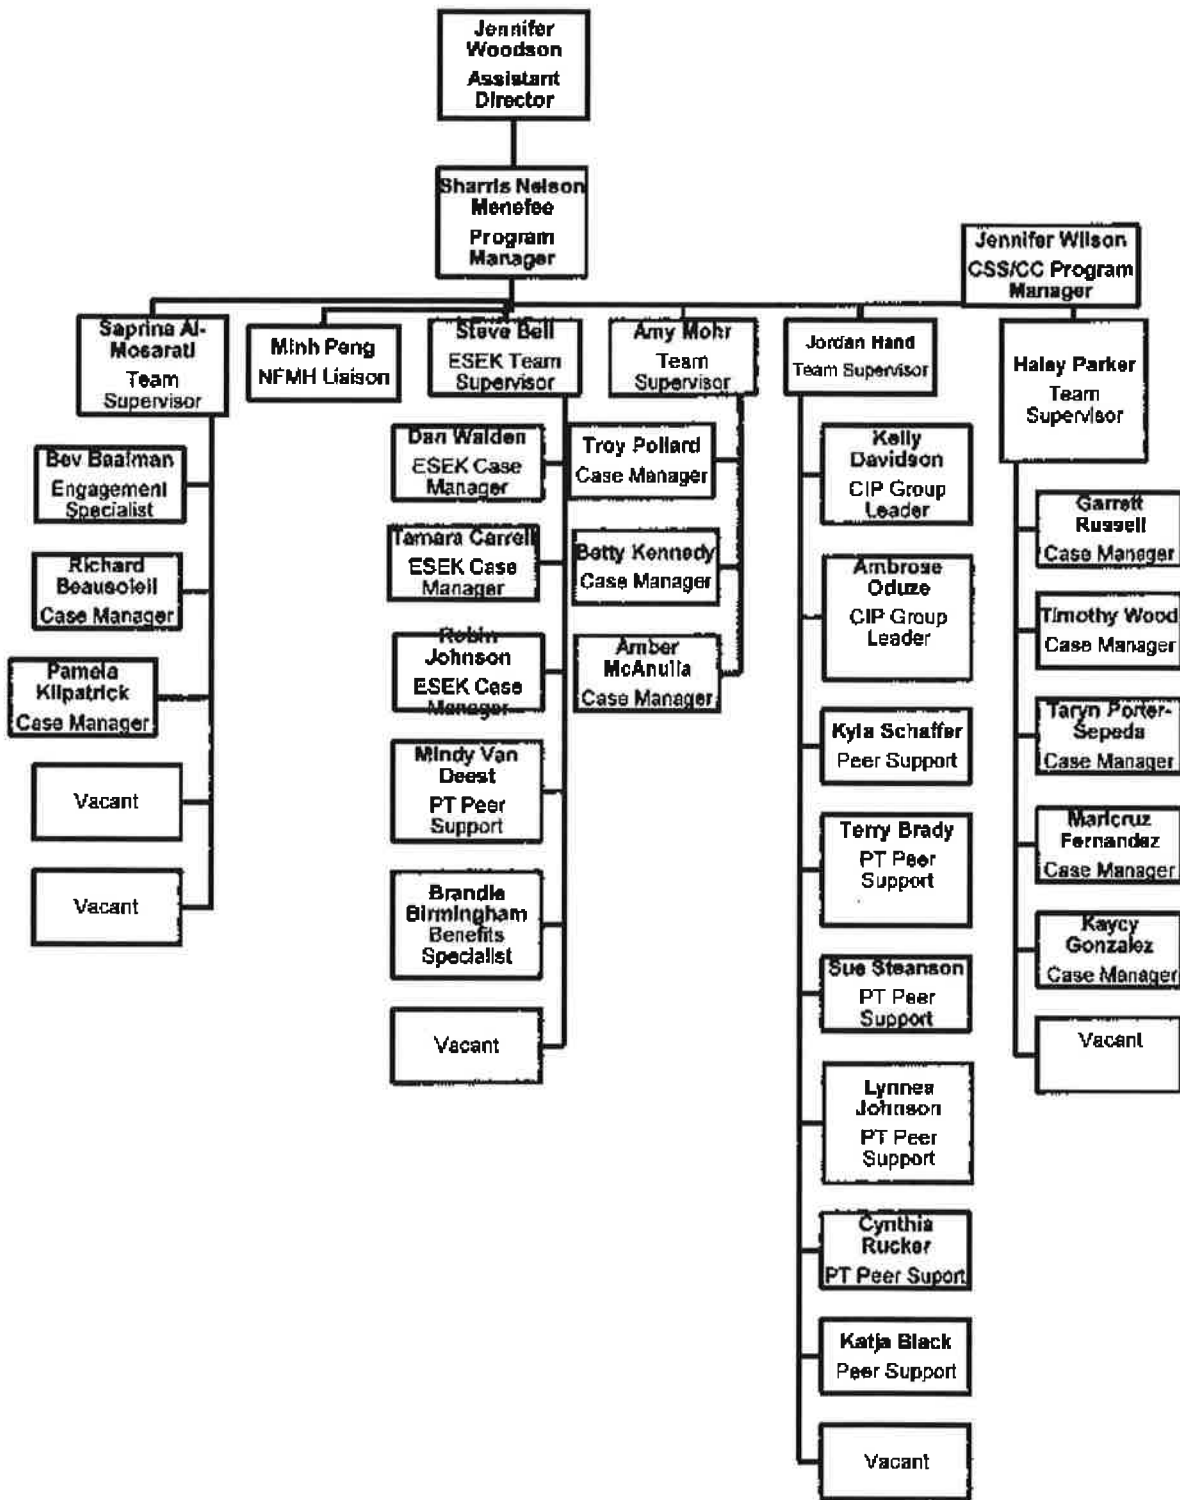 Jennifer
Woodson
Assistant
Director
Sharris Nelson
Menefee
Program
Manager
Jennifer Wilson
CSS/CC Program
Manager
Saprina Al-
Mosarati
Team
Supervisor
Minh Peng
NFMH Liaison
Steve Bell
ESEK Team
Supervisor
Amy Mohr
Team
Supervisor
Jordan Hand
Team Supervisor
Haley Parker
Team
Supervisor
Bev Baalman
Engagement
Specialist
Richard
Beausoleil
Case Manager
Pamela
Kilpatrick
Case Manager
Vacant
Vacant
Dan Walden
ESEK Case
Manager
Tamara Carrell
ESEK Case
Manager
Robin
Johnson
ESEK Case
Manager
Mindy Van
Deest
PT Peer
Support
Brandie
Birmingham
Benefits
Specialist
Vacant
Troy Pollard
Case Manager
Betty Kennedy
Case Manager
Amber
McAnulla
Case Manager
Kelly
Davidson
CIP Group
Leader
Ambrose
Oduze
CIP Group
Leader
Kyla Schaffer
Peer Support
Terry Brady
PT Peer
Support
Sue Steanson
PT Peer
Support
Lynnea
Johnson
PT Peer
Support
Cynthia
Rucker
PT Peer Suport
Katja Black
Peer Support
Vacant
Garrett
Russell
Case Manager
Timothy Wood
Case Manager
Taryn Porter-
Sepeda
Case Manager
Maricruz
Fernandez
Case Manager
Kaycy
Gonzalez
Case Manager
Vacant